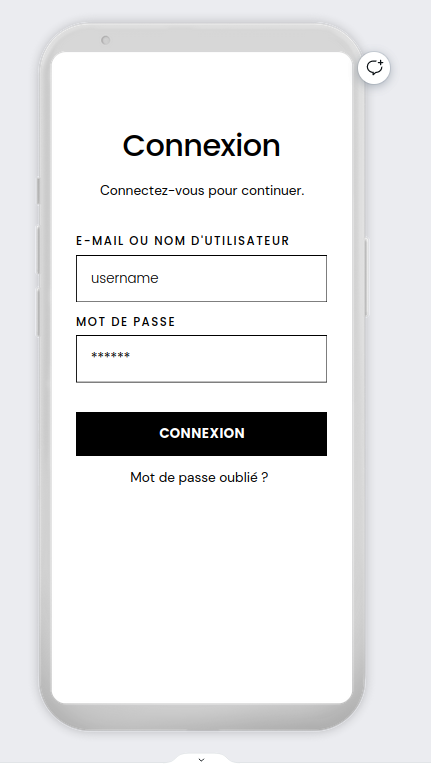 Connexion
Connectez-vous pour continuer.
E-MAIL OU NOM D'UTILISATEUR
username
MOT DE PASSE
******
CONNEXION
Mot de passe oublié ?